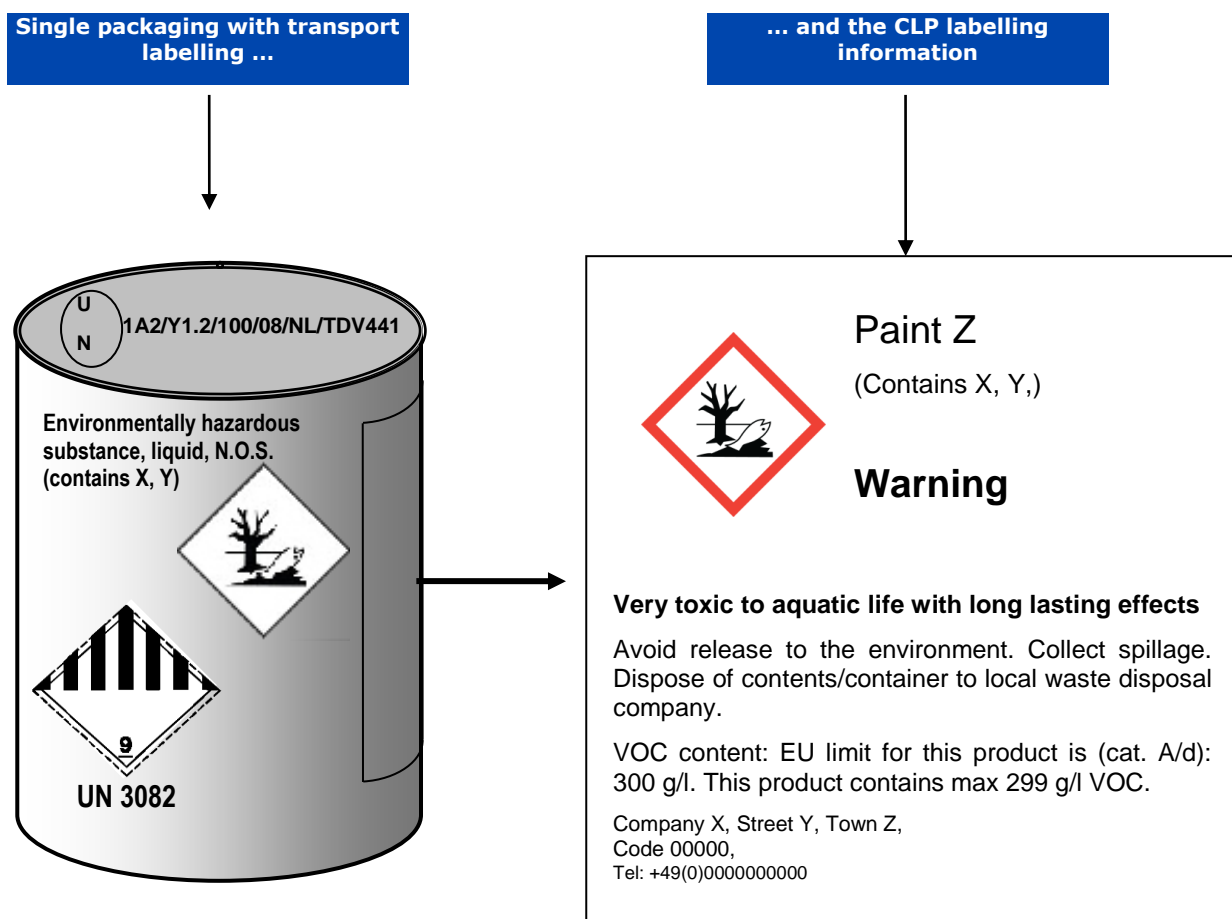 Single packaging with transport
labelling ...
... and the CLP labelling
information
U
N
1A2/Y1.2/100/08/NL/TDV441
Environmentally hazardous
substance, liquid, N.O.S.
(contains X, Y)
9
UN 3082
Paint Z
(Contains X, Y,)
Warning
Very toxic to aquatic life with long lasting effects
Avoid release to the environment. Collect spillage.
Dispose of contents/container to local waste disposal
company.
VOC content: EU limit for this product is (cat. A/d):
300 g/l. This product contains max 299 g/l VOC.
Company X, Street Y, Town Z,
Code 00000,
Tel: +49(0)0000000000